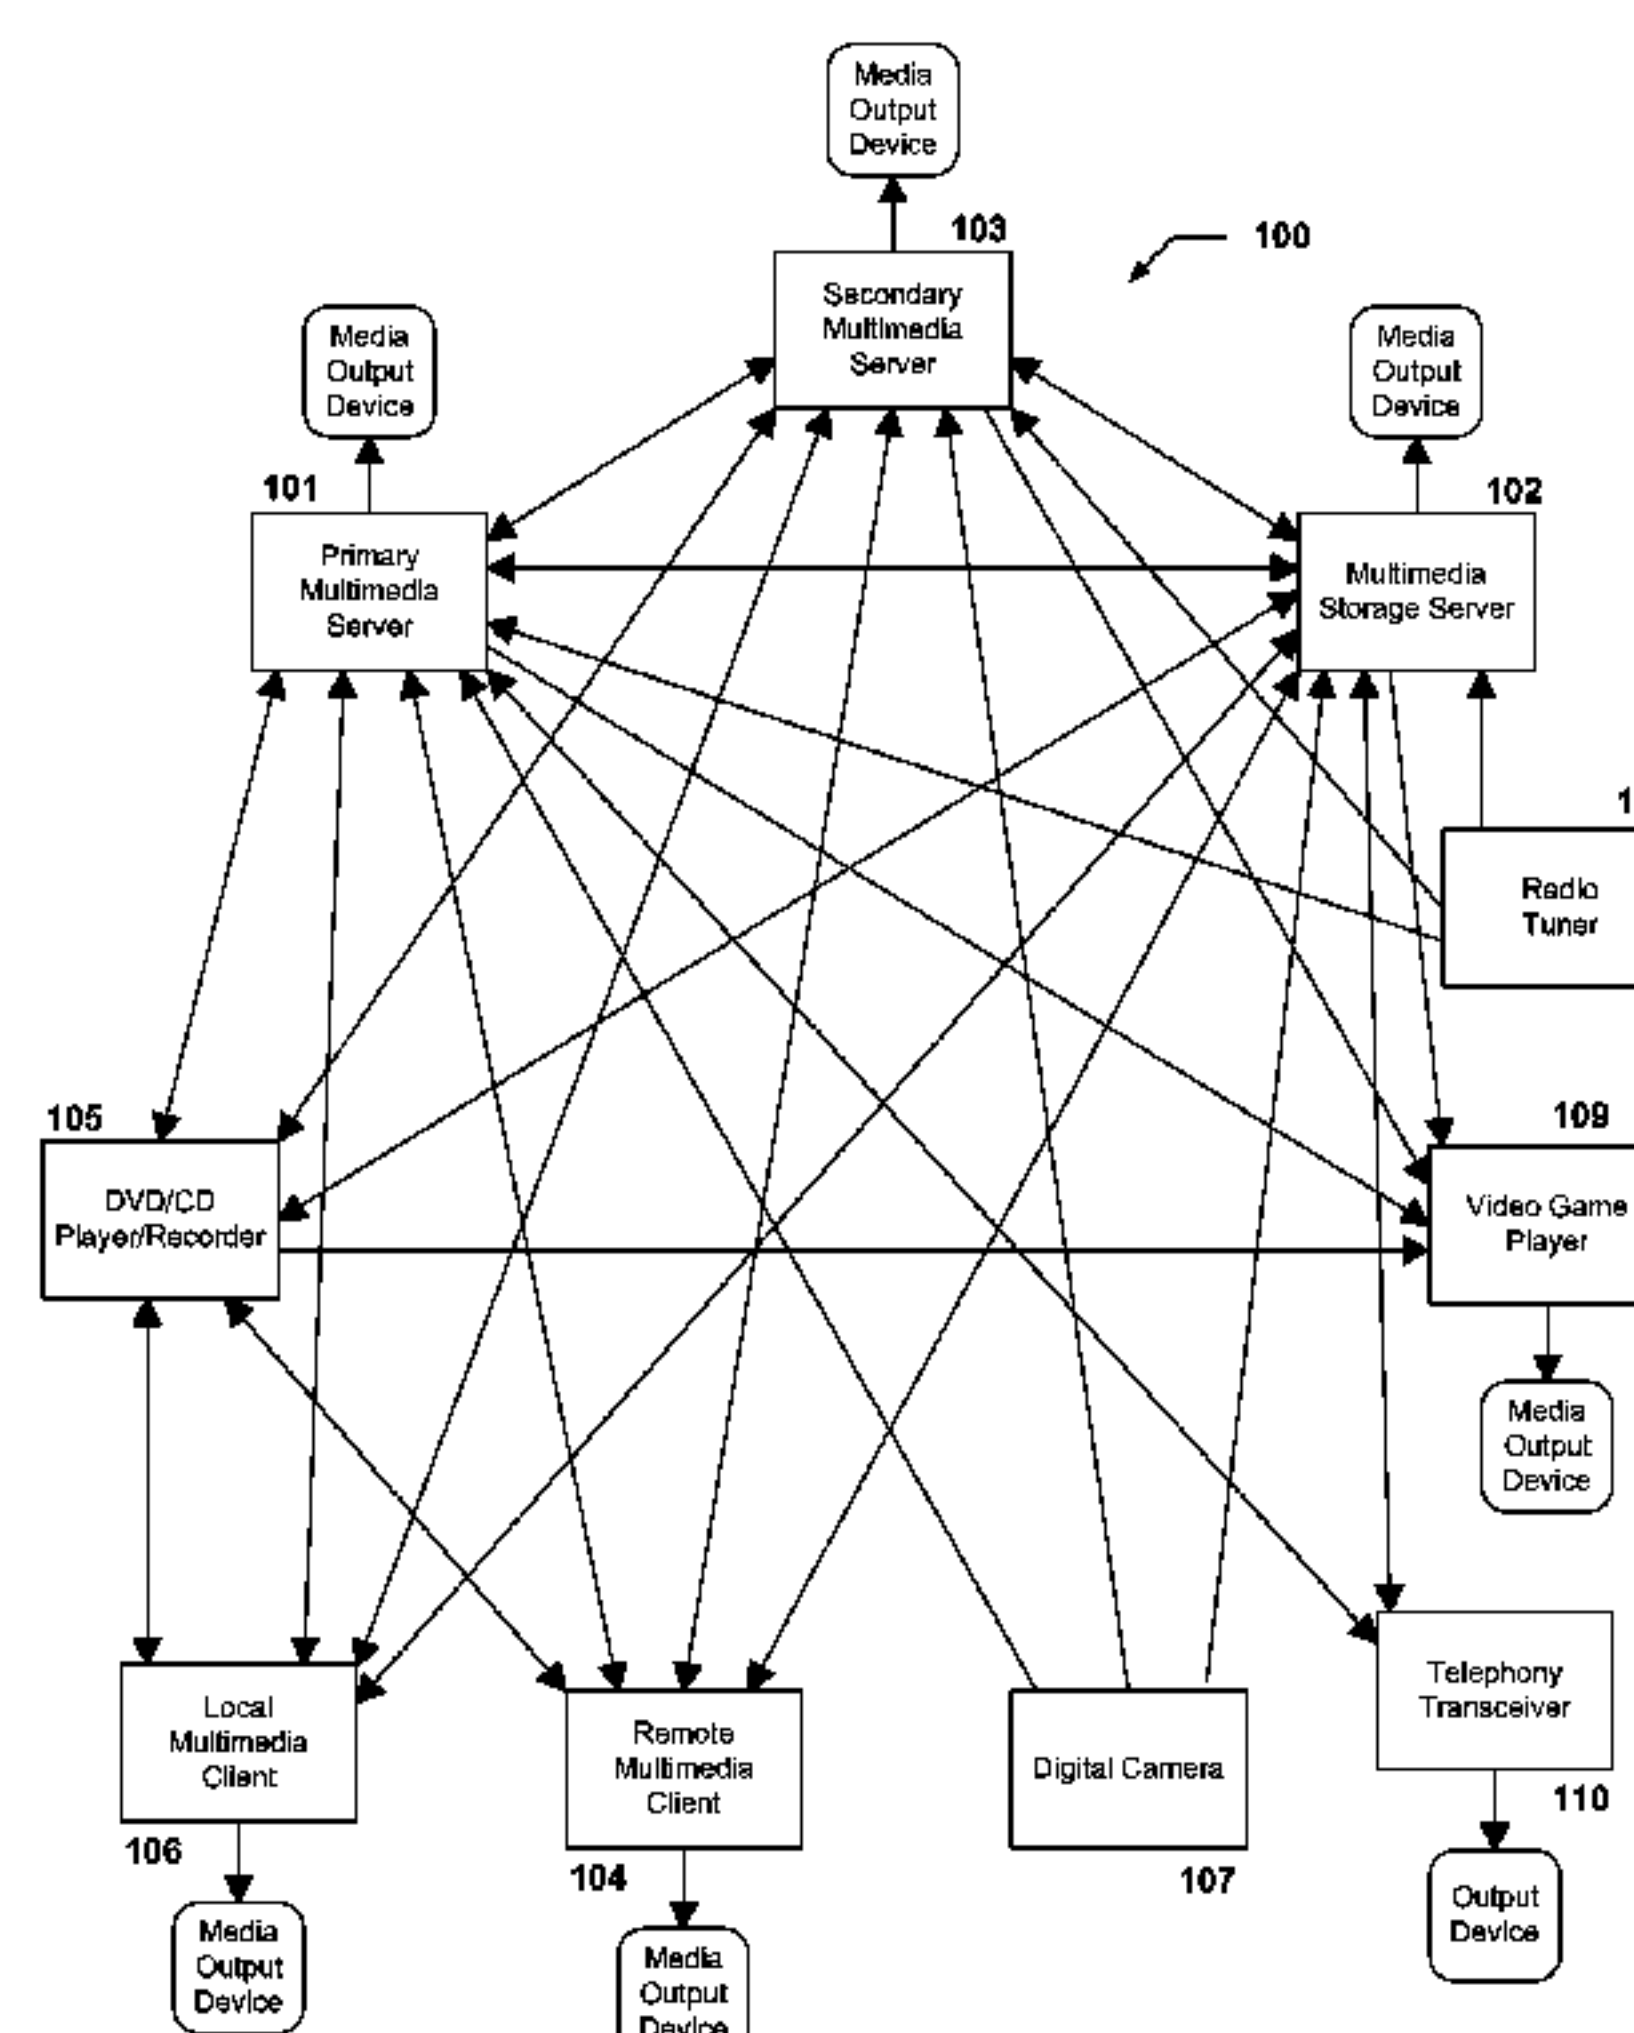 Media
Output
Device
103
100
Secondary
Multimedia
Server
Media
Output
Device
Media
Output
Device
101
102
Primary
Multimedia
Server
Multimedia
Storage Server
1
Radio
Tuner
105
109
DVD/CD
Player/Recorder
Video Game
Player
Media
Output
Device
Local
Multimedia
Client
Remote
Multimedia
Client
Digital Camera
Telephony
Transceiver
106
104
107
110
Media
Output
Device
Media
Output
Device
Output
Device